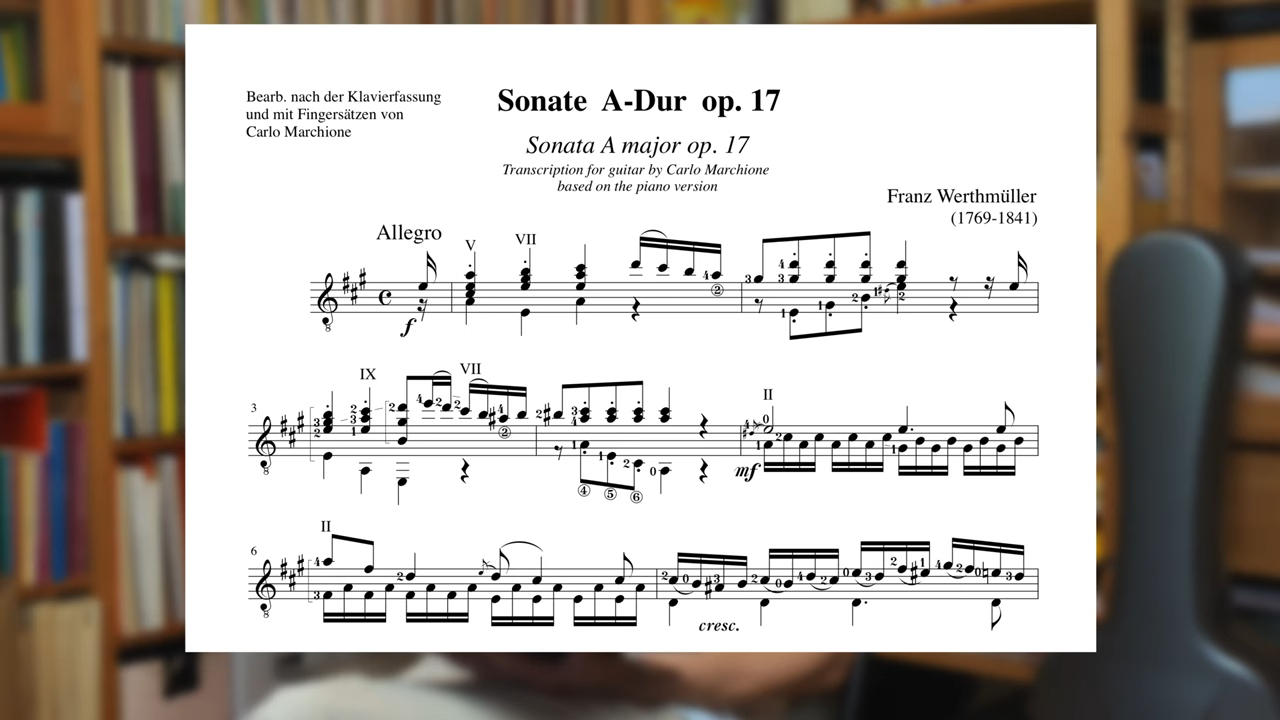 Bearb. nach der Klavierfassung
und mit Fingersätzen von
Carlo Marchione
Sonate A-Dur op. 17
Sonata A major op. 17
Transcription for guitar by Carlo Marchione
based on the piano version
Franz Werthmüller
(1769-1841)
Allegro
V VII
f
3 IX VII II
mf
6 II
cresc.